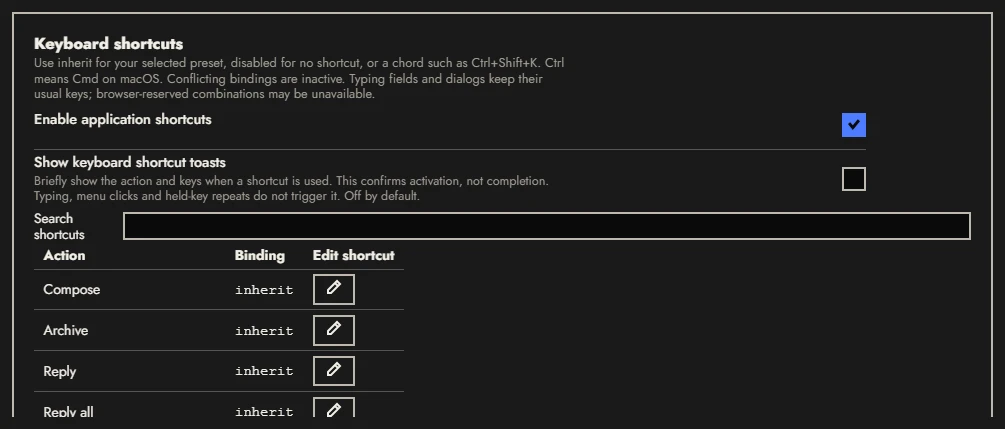 Keyboard shortcuts
Use inherit for your selected preset, disabled for no shortcut, or a chord such as Ctrl+Shift+K. Ctrl
means Cmd on macOS. Conflicting bindings are inactive. Typing fields and dialogs keep their
usual keys; browser-reserved combinations may be unavailable.
Enable application shortcuts
Show keyboard shortcut toasts
Briefly show the action and keys when a shortcut is used. This confirms activation, not completion.
Typing, menu clicks and held-key repeats do not trigger it. Off by default.
Search
shortcuts
Action Binding Edit shortcut
Compose inherit
Archive inherit
Reply inherit
Reply all inherit